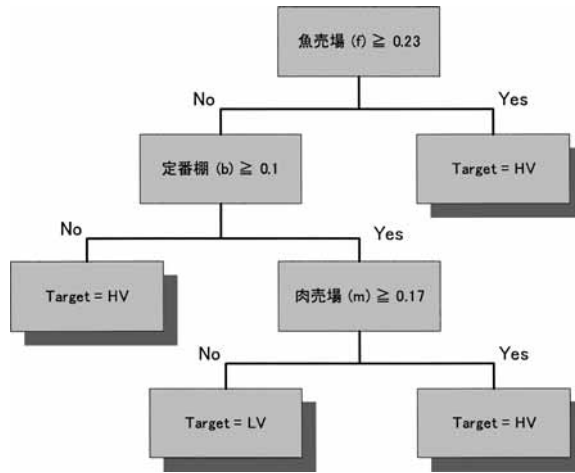 魚売場 (f) ≧ 0.23
No
Yes
定番棚 (b) ≧ 0.1
Target = HV
No
Yes
Target = HV
肉売場 (m) ≧ 0.17
No
Yes
Target = LV
Target = HV